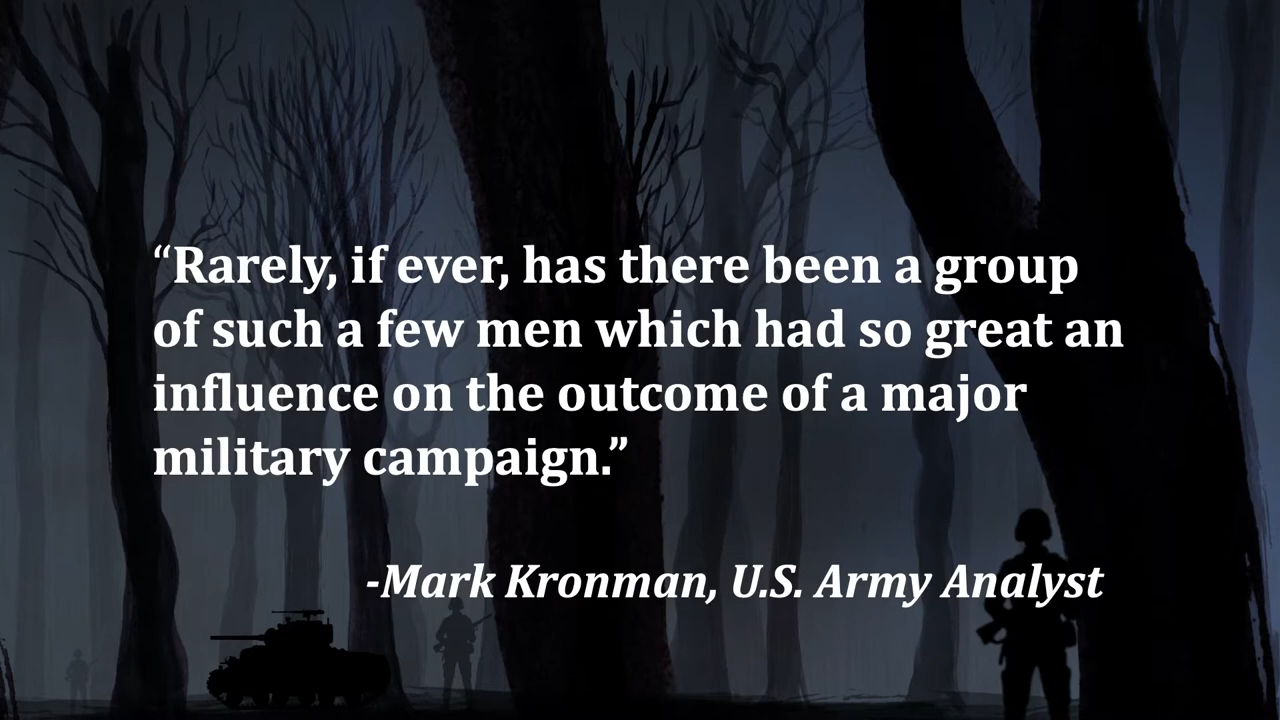 “Rarely, if ever, has there been a group
of such a few men which had so great an
influence on the outcome of a major
military campaign.”
-Mark Kronman, U.S. Army Analyst